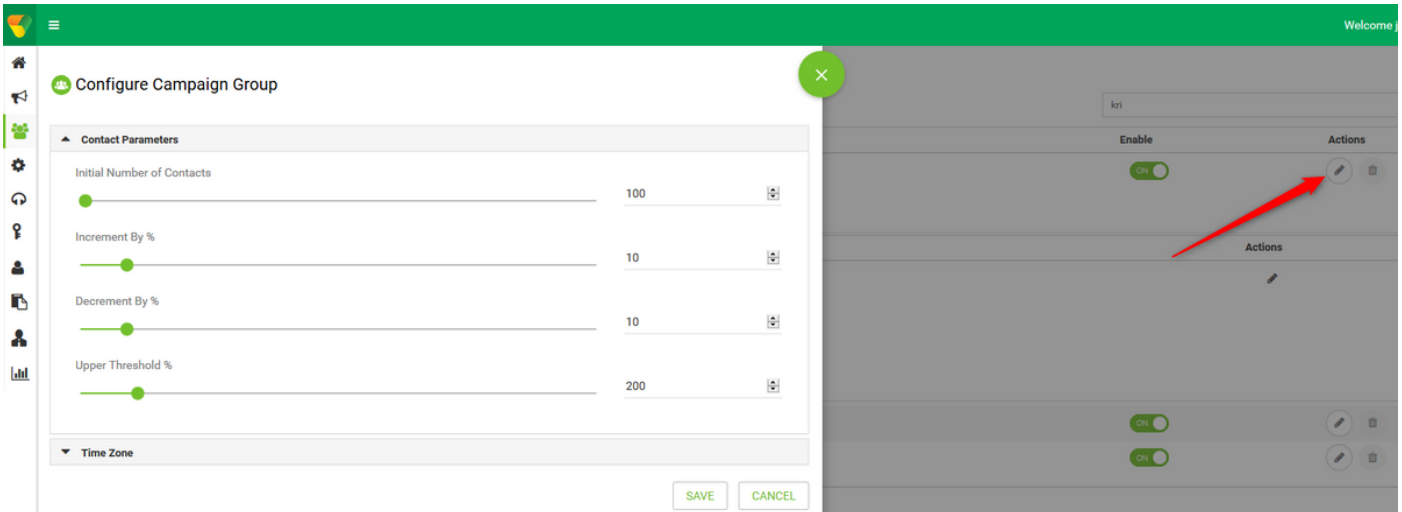 Welcome j
Configure Campaign Group
kri
Contact Parameters
Enable
Actions
Initial Number of Contacts
100
ON
Increment By %
10
Actions
Decrement By %
10
Upper Threshold %
200
ON
Time Zone
ON
SAVE
CANCEL